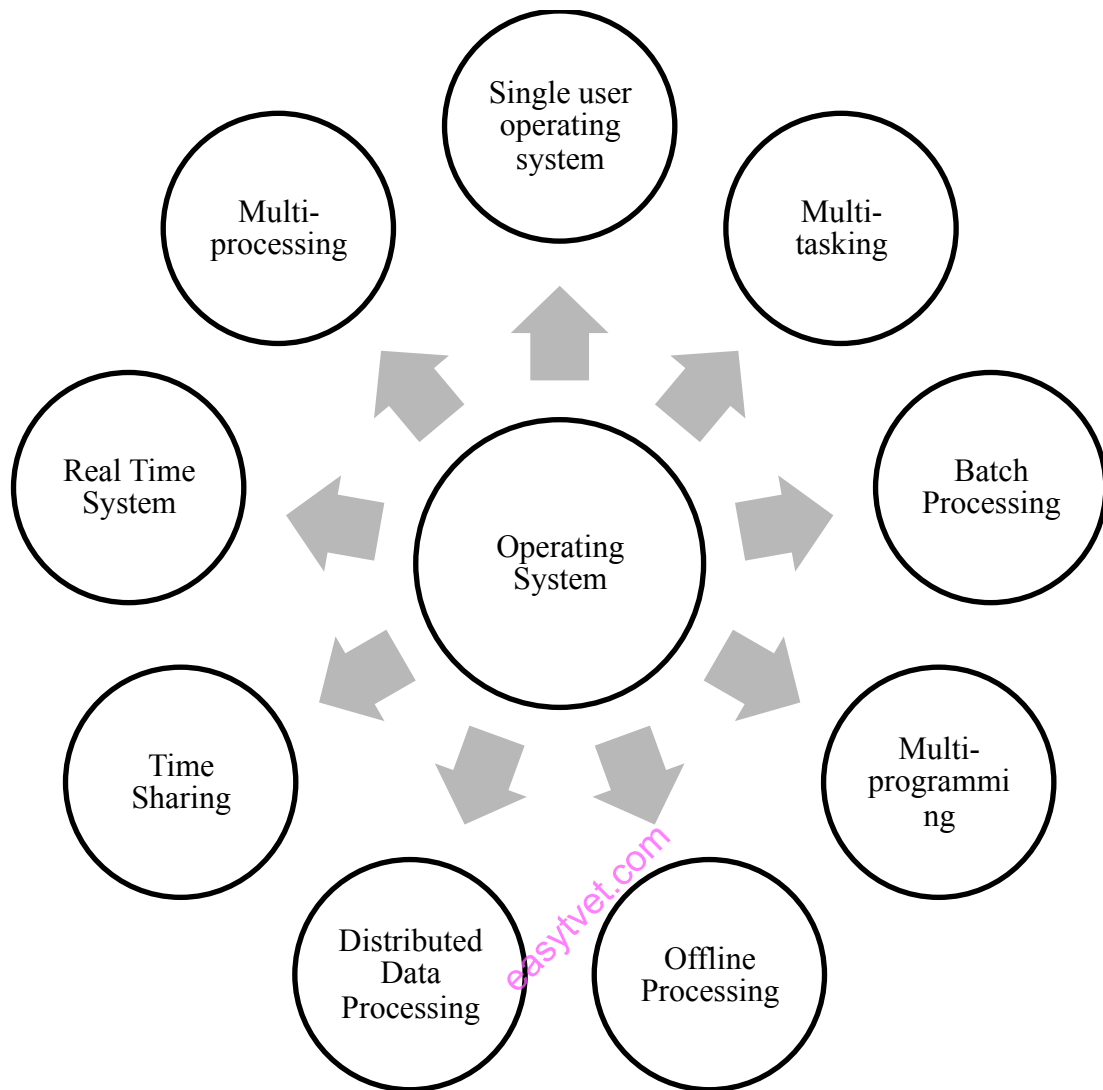 Single user
operating
system
Multi-
tasking
Batch
Processing
Multi-
programmi
ng
Offline
Processing
Distributed
Data
Processing
Time
Sharing
Real Time
System
Multi-
processing
Operating
System
easytvet.com